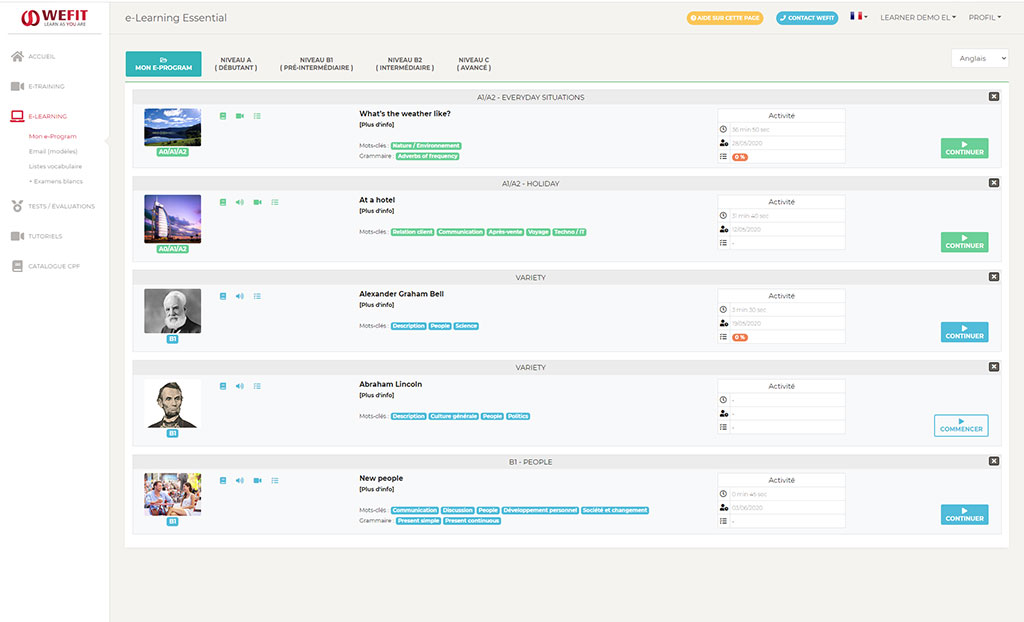 WEFIT
LEARN AS YOU ARE
e-Learning Essential
AIDE SUR CETTE PAGE
CONTACT WEFIT
LEARNER DEMO EL
PROFIL
ACCUEIL
E-TRAINING
E-LEARNING
Mon e-Program
Email (modèles)
Listes vocabulaire
+ Examens blancs
TESTS / ÉVALUATIONS
TUTORIELS
CATALOGUE CPF
MON E-PROGRAM
NIVEAU A
( DÉBUTANT )
NIVEAU B1
( PRÉ-INTERMÉDIAIRE )
NIVEAU B2
( INTERMÉDIAIRE )
NIVEAU C
( AVANCÉ )
Anglais
A1/A2 - EVERYDAY SITUATIONS
A0/A1/A2
What's the weather like?
[Plus d'info]
Mots-clés : Nature / Environnement
Grammaire : Adverbs of frequency
Activité
36 min 50 sec
28/05/2020
0 %
CONTINUER
A1/A2 - HOLIDAY
A0/A1/A2
At a hotel
[Plus d'info]
Mots-clés : Relation client Communication Après-vente Voyage Techno / IT
Activité
31 min 46 sec
12/05/2020
-
CONTINUER
VARIETY
B1
Alexander Graham Bell
[Plus d'info]
Mots-clés : Description People Science
Activité
3 min 30 sec
19/05/2020
0 %
CONTINUER
VARIETY
B1
Abraham Lincoln
[Plus d'info]
Mots-clés : Description Culture générale People Politics
Activité
-
-
-
COMMENCER
B1 - PEOPLE
B1
New people
[Plus d'info]
Mots-clés : Communication Discussion People Développement personnel Société et changement
Grammaire : Present simple Present continuous
Activité
0 min 46 sec
03/06/2020
-
CONTINUER